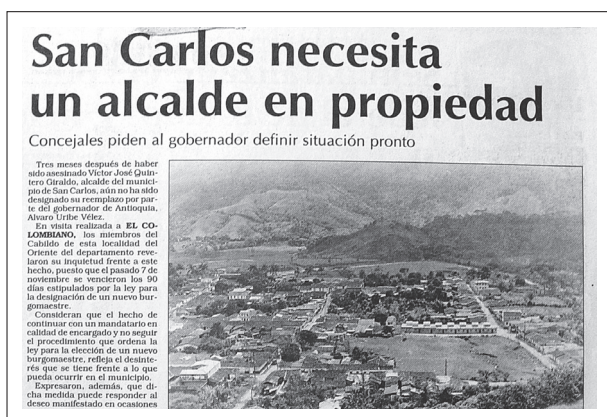 San Carlos necesita
un alcalde en propiedad
Concejales piden al gobernador definir situación pronto
Tres meses después de haber
sido asesinado Víctor José Quin-
tero Giraldo, alcalde del munici-
pio de San Carlos, aún no ha sido
designado su reemplazo por par-
te del gobernador de Antioquia,
Alvaro Uribe Vélez.
En visita realizada a EL CO-
LOMBIANO, los miembros del
Cabildo de esta localidad del
Oriente del departamento reve-
laron su inquietud frente a este
hecho, puesto que el pasado 7 de
noviembre se vencieron los 90
días estipulados por la ley para
la designación de un nuevo bur-
gomaestre.
Consideran que el hecho de
continuar con un mandatario en
calidad de encargado y no seguir
el procedimiento que ordena la
ley para la elección de un nuevo
burgomaestre, refleja el desinte-
rés que se tiene frente a lo que
pueda ocurrir en el municipio.
Expresaron, además, que di-
cha medida puede responder al
deseo manifestado en ocasiones